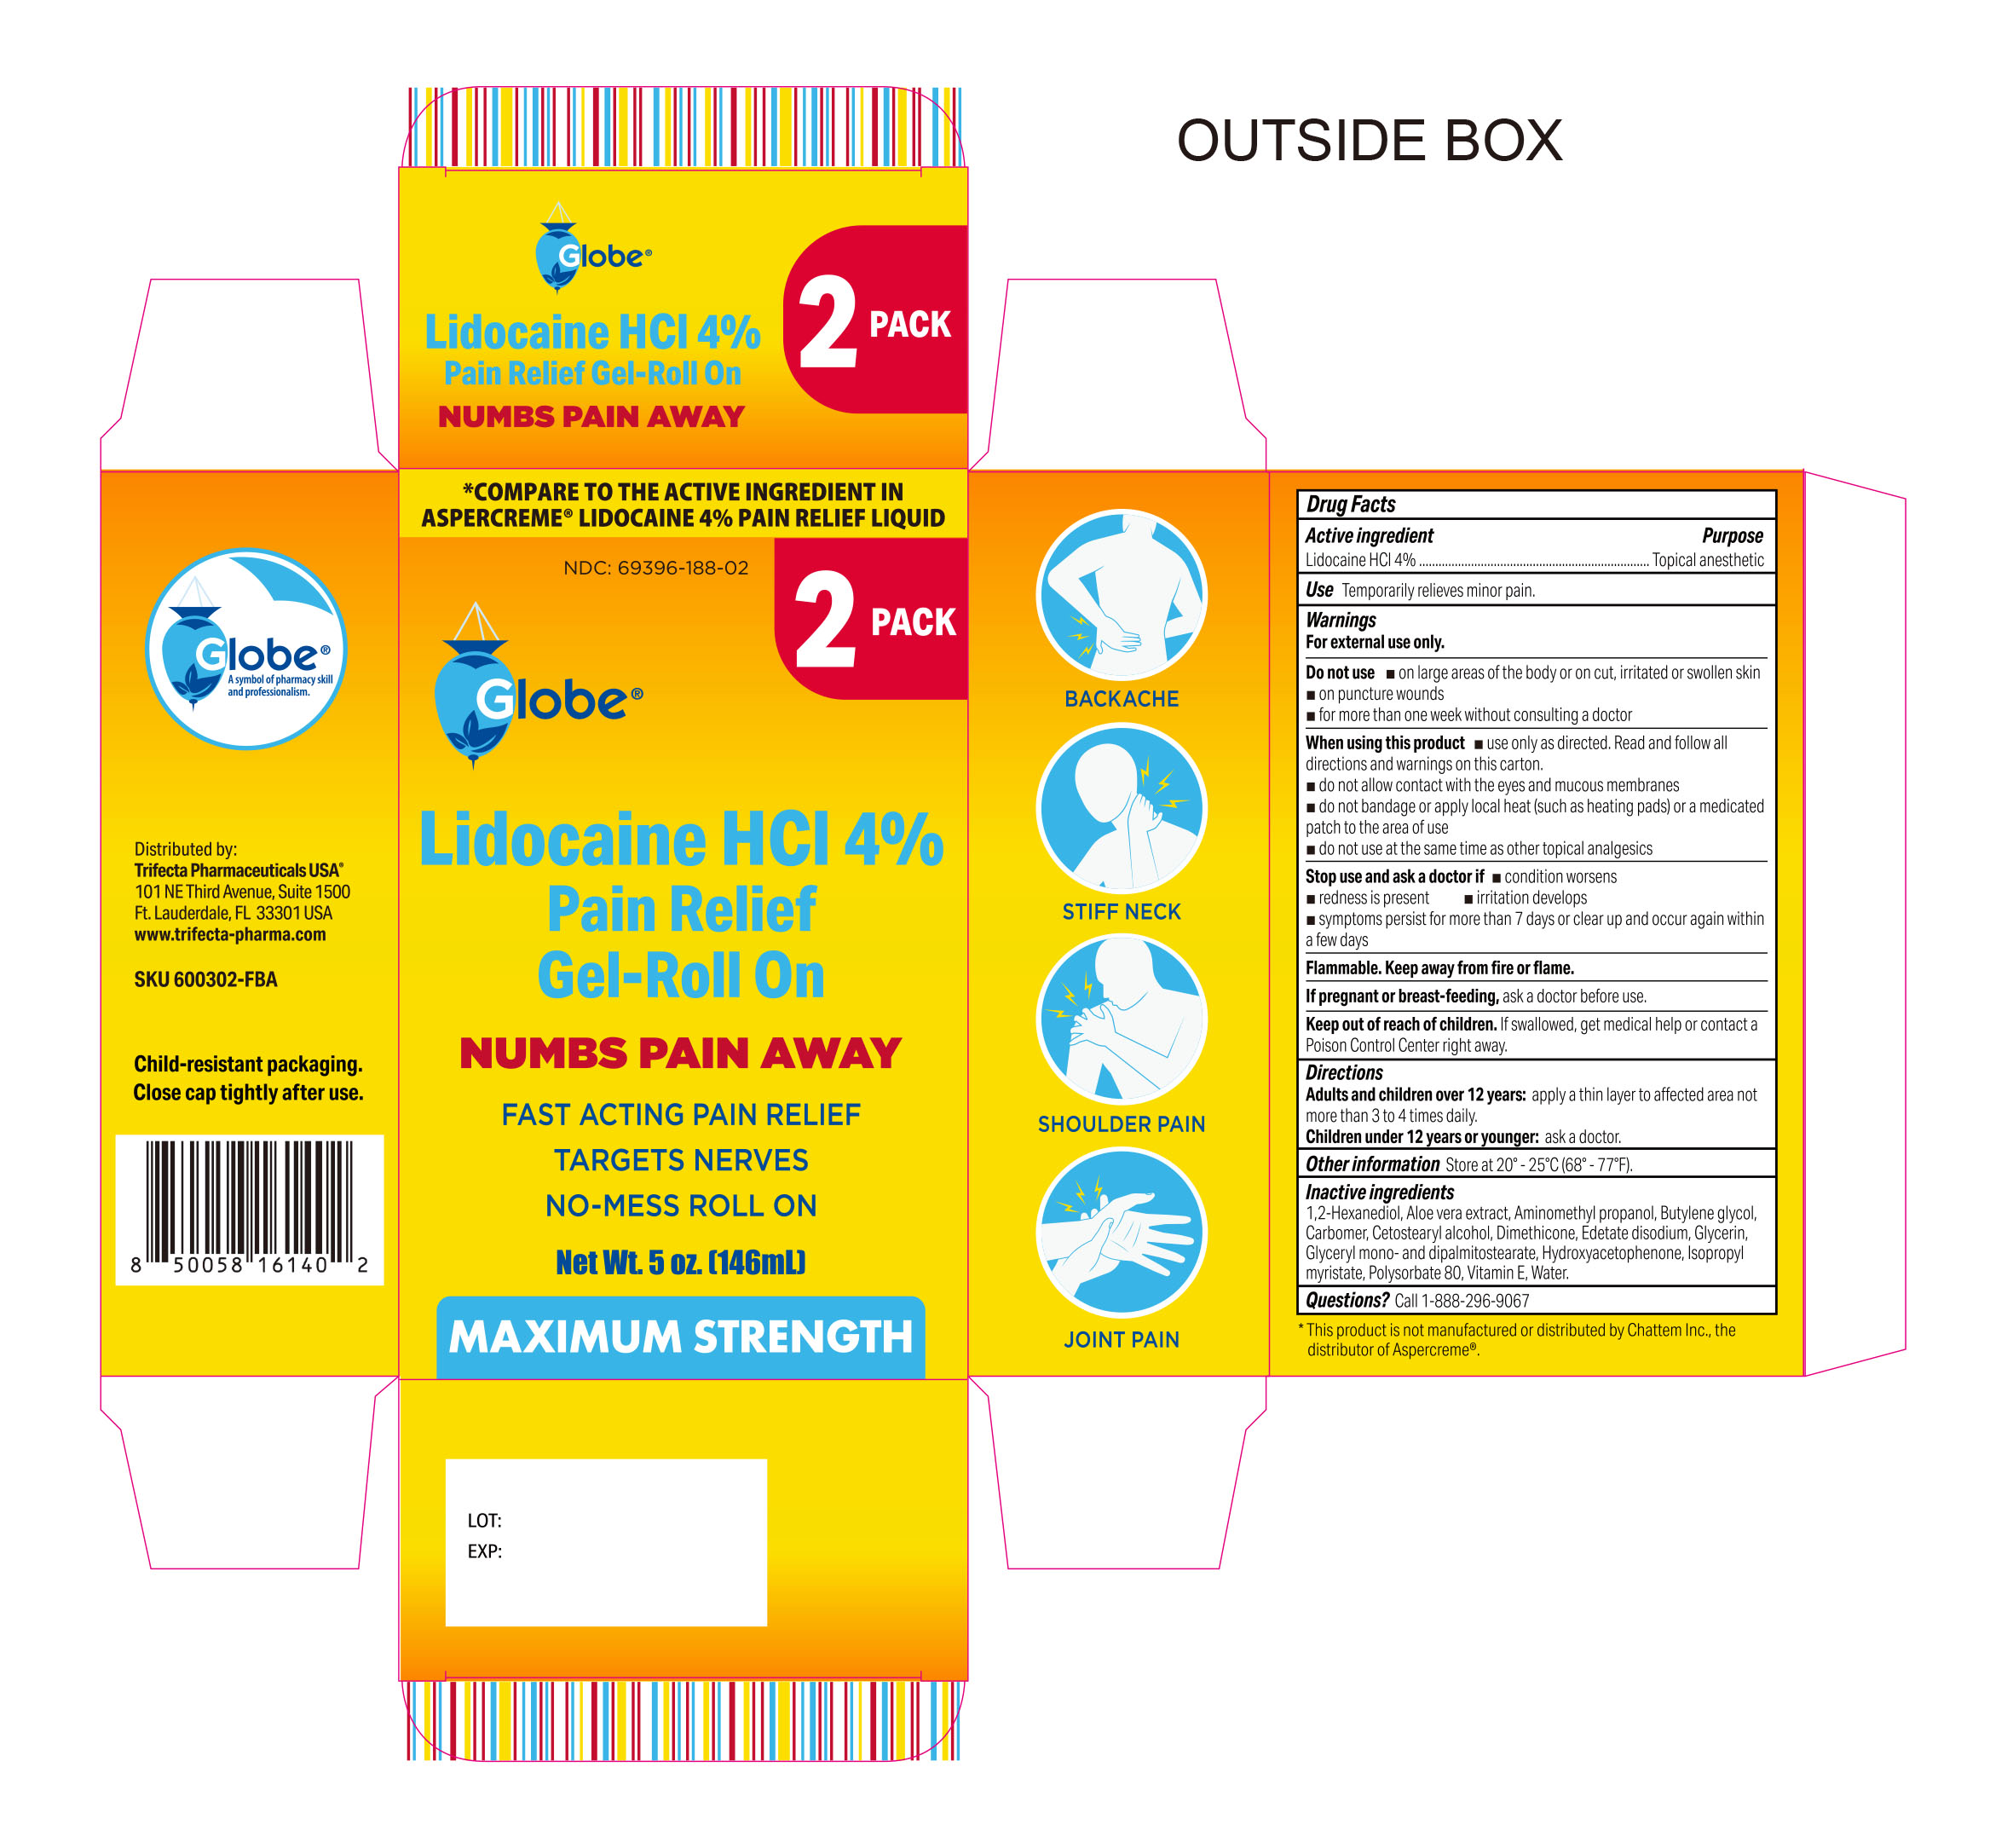 OUTSIDE BOX
Globe®
Lidocaine HCl 4%
Pain Relief Gel-Roll On
NUMBS PAIN AWAY
2 PACK
Globe®
A symbol of pharmacy skill
and professionalism.
Distributed by:
Trifecta Pharmaceuticals USA®
101 NE Third Avenue, Suite 1500
Ft. Lauderdale, FL 33301 USA
www.trifecta-pharma.com
SKU 600302-FBA
Child-resistant packaging.
Close cap tightly after use.
8 50058 16140 2
*COMPARE TO THE ACTIVE INGREDIENT IN
ASPERCREME® LIDOCAINE 4% PAIN RELIEF LIQUID
NDC: 69396-188-02
2 PACK
Globe®
Lidocaine HCl 4%
Pain Relief
Gel-Roll On
NUMBS PAIN AWAY
FAST ACTING PAIN RELIEF
TARGETS NERVES
NO-MESS ROLL ON
Net Wt. 5 oz. (146mL)
MAXIMUM STRENGTH
LOT:
EXP:
BACKACHE
STIFF NECK
SHOULDER PAIN
JOINT PAIN
Drug Facts
Active ingredient Purpose
Lidocaine HCl 4% ........................................................................ Topical anesthetic
Use Temporarily relieves minor pain.
Warnings
For external use only.
Do not use ■ on large areas of the body or on cut, irritated or swollen skin
■ on puncture wounds
■ for more than one week without consulting a doctor
When using this product ■ use only as directed. Read and follow all
directions and warnings on this carton.
■ do not allow contact with the eyes and mucous membranes
■ do not bandage or apply local heat (such as heating pads) or a medicated
patch to the area of use
■ do not use at the same time as other topical analgesics
Stop use and ask a doctor if ■ condition worsens
■ redness is present ■ irritation develops
■ symptoms persist for more than 7 days or clear up and occur again within
a few days
Flammable. Keep away from fire or flame.
If pregnant or breast-feeding, ask a doctor before use.
Keep out of reach of children. If swallowed, get medical help or contact a
Poison Control Center right away.
Directions
Adults and children over 12 years: apply a thin layer to affected area not
more than 3 to 4 times daily.
Children under 12 years or younger: ask a doctor.
Other information Store at 20° - 25°C (68° - 77°F).
Inactive ingredients
1,2-Hexanediol, Aloe vera extract, Aminomethyl propanol, Butylene glycol,
Carbomer, Cetostearyl alcohol, Dimethicone, Edetate disodium, Glycerin,
Glyceryl mono- and dipalmitostearate, Hydroxyacetophenone, Isopropyl
myristate, Polysorbate 80, Vitamin E, Water.
Questions? Call 1-888-296-9067
* This product is not manufactured or distributed by Chattem Inc., the
distributor of Aspercreme®.